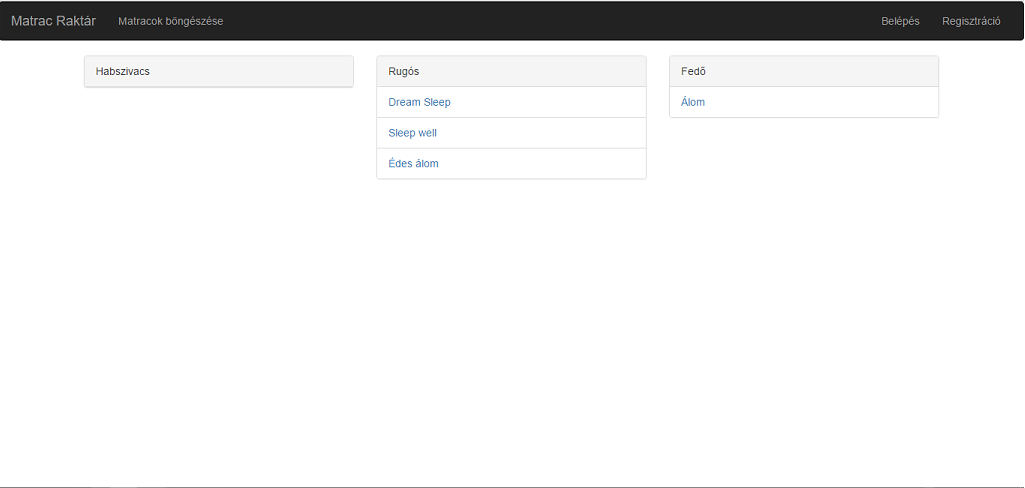 Matrac Raktár
Matracok böngészése
Belépés
Regisztráció
Habszivacs
Rugós
Dream Sleep
Sleep well
Édes álom
Fedő
Álom